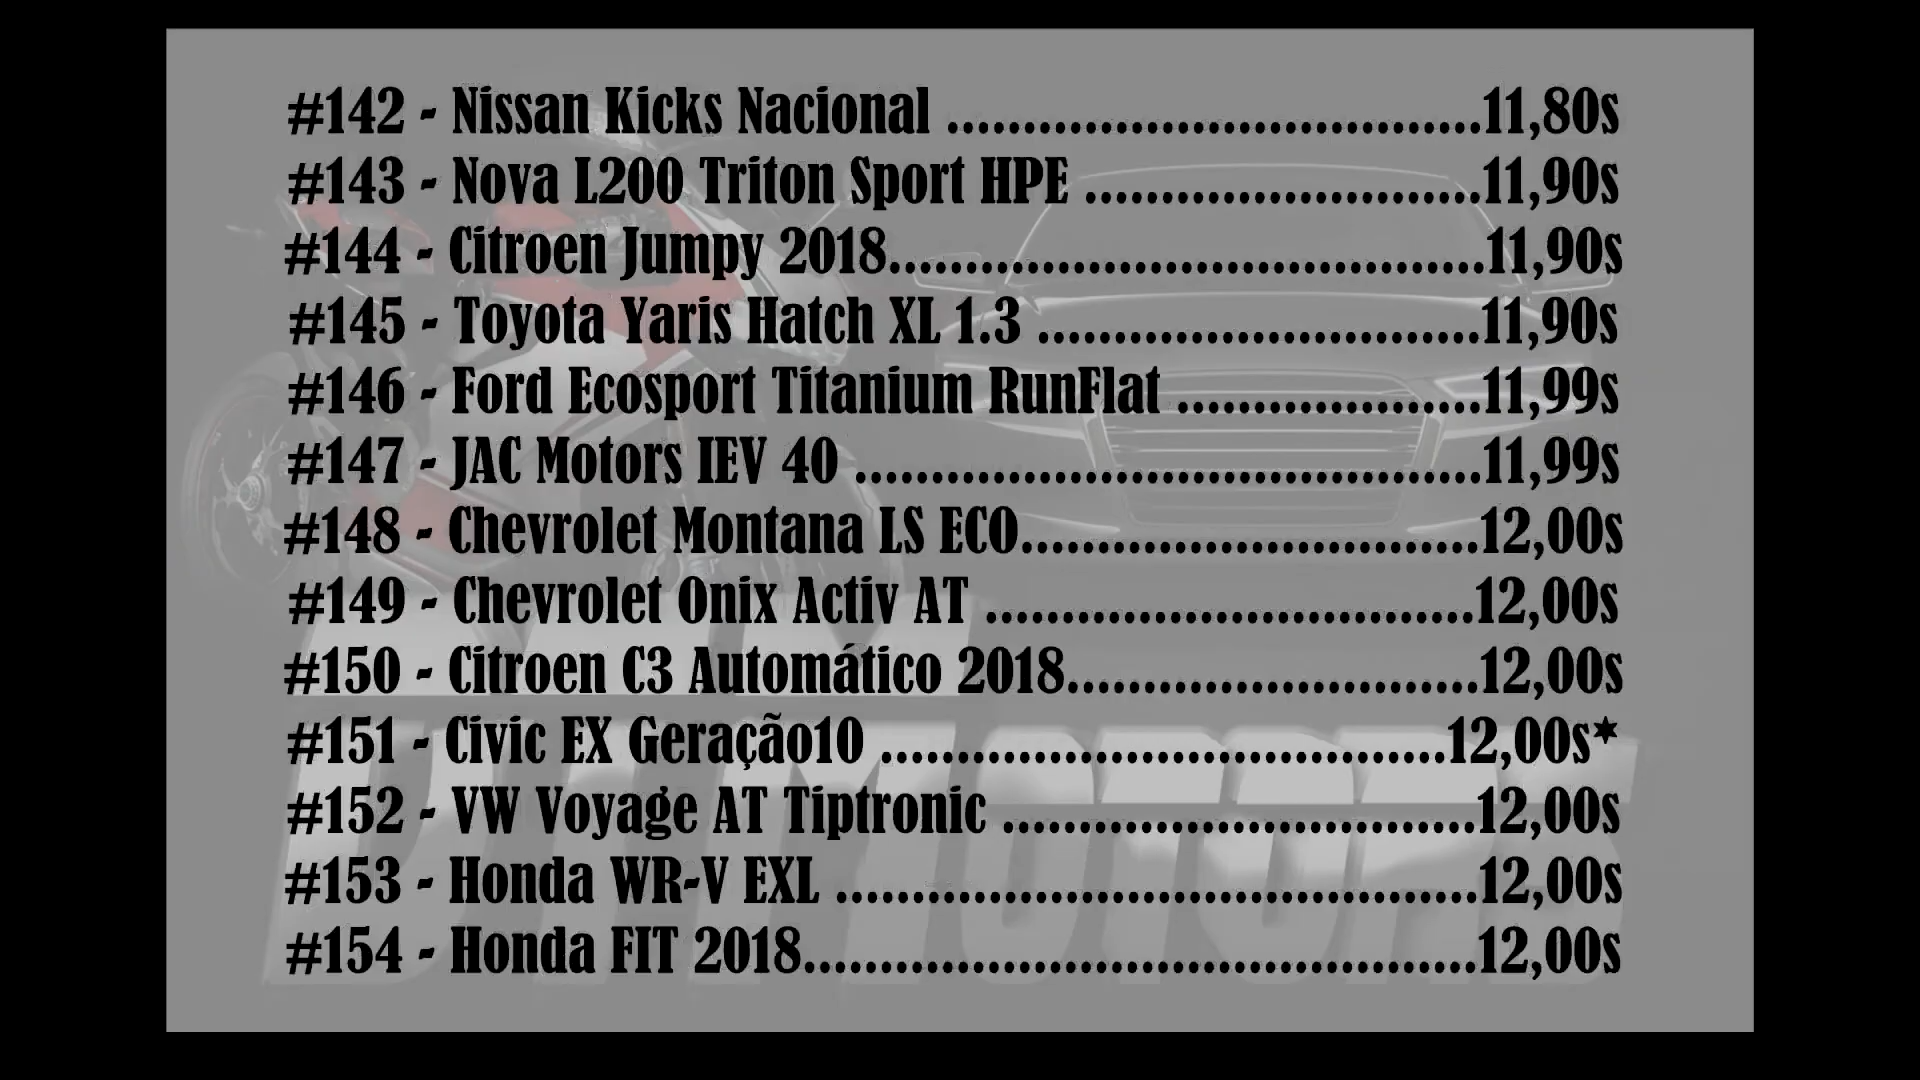 #142 - Nissan Kicks Nacional ...................................11,80s
#143 - Nova L200 Triton Sport HPE ..........................11,90s
#144 - Citroen Jumpy 2018.......................................11,90s
#145 - Toyota Yaris Hatch XL 1.3 .............................11,90s
#146 - Ford Ecosport Titanium RunFlat ....................11,99s
#147 - JAC Motors IEV 40 .........................................11,99s
#148 - Chevrolet Montana LS ECO..............................12,00s
#149 - Chevrolet Onix Activ AT ................................12,00s
#150 - Citroen C3 Automático 2018...........................12,00s
#151 - Civic EX Geração10 .....................................12,00s*
#152 - VW Voyage AT Tiptronic ...............................12,00s
#153 - Honda WR-V EXL ..........................................12,00s
#154 - Honda FIT 2018............................................12,00s